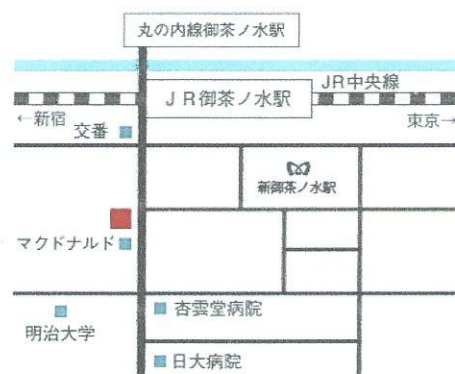 丸の内線御茶ノ水駅
JR中央線
JR御茶ノ水駅
←新宿
東京→
交番
新御茶ノ水駅
マクドナルド
杏雲堂病院
明治大学
日大病院